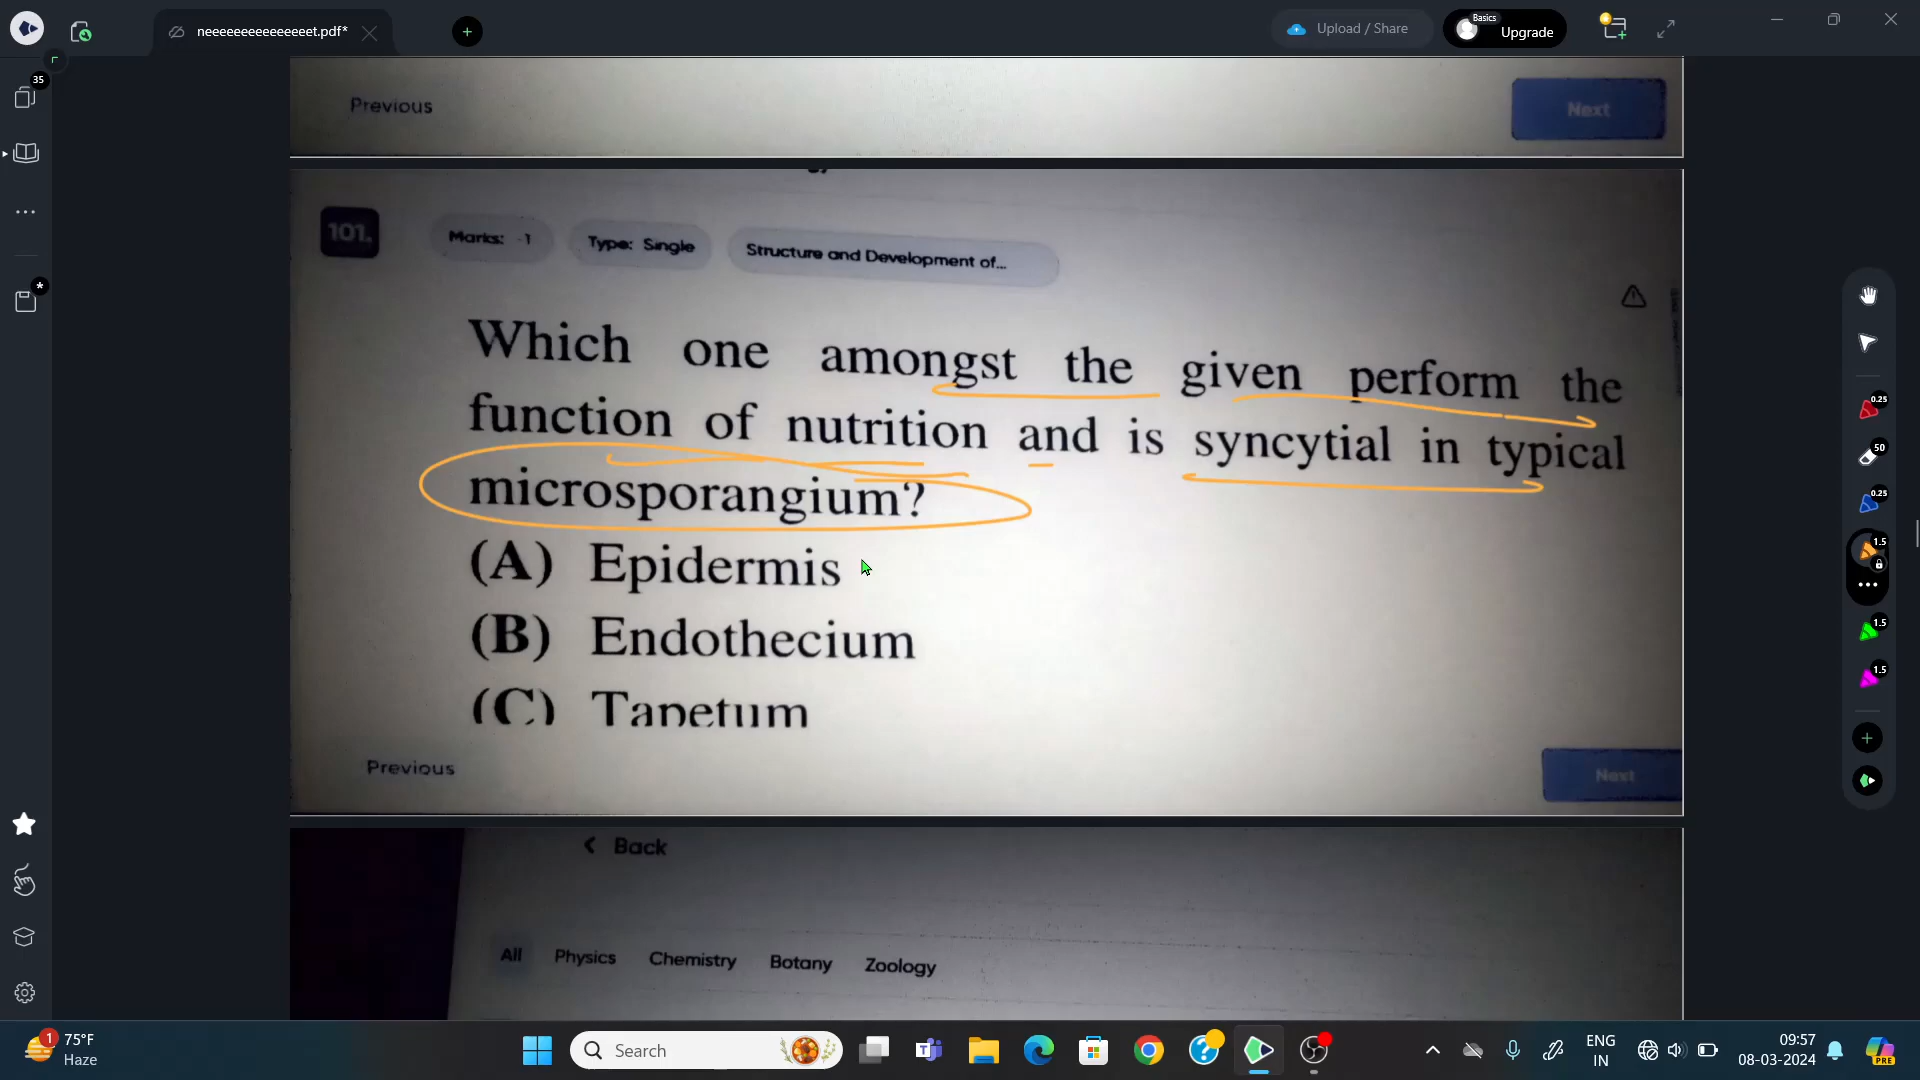 neeeeeeeeeeeeeet.pdf*
Upload / Share
Basics
Upgrade
35
Previous
Next
101.
Marks: -1
Type: Single
Structure and Development of...
Which one amongst the given perform the
function of nutrition and is syncytial in typical
microsporangium?
(A) Epidermis
(B) Endothecium
(C) Tapetum
Previous
Next
Back
All
Physics
Chemistry
Botany
Zoology
0.25
50
0.25
1.5
1.5
1.5
1
75°F
Haze
Search
ENG
IN
09:57
08-03-2024
PRE